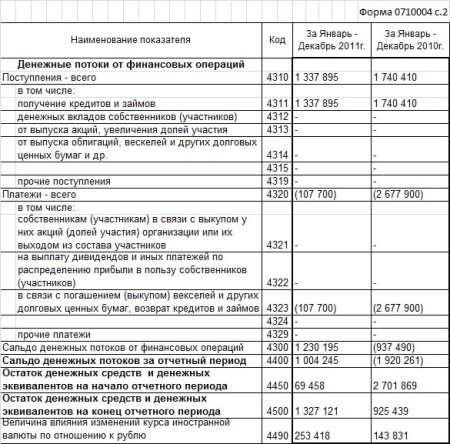 Форма 0710004 с.2
Наименование показателя Код За Январь - Декабрь 2011г. За Январь - Декабрь 2010г.
Денежные потоки от финансовых операций
Поступления - всего 4310 1 337 895 1 740 410
в том числе:
получение кредитов и займов 4311 1 337 895 1 740 410
денежных вкладов собственников (участников) 4312 - -
от выпуска акций, увеличения долей участия 4313 - -
от выпуска облигаций, вескелей и других долговых
ценных бумаг и др. 4314 - -
4315 - -
прочие поступления 4319 - -
Платежи - всего 4320 (107 700) (2 677 900)
в том числе:
собственникам (участникам) в связи с выкупом у
них акций (долей участия) организации или их
выходом из состава участников 4321 - -
на выплату дивидендов и иных платежей по
распределению прибыли в пользу собственников
(участников) 4322 - -
в связи с погашением (выкупом) векселей и других
долговых ценных бумаг, возврат кредитов и займов 4323 (107 700) (2 677 900)
4324 - -
прочие платежи 4329 - -
Сальдо денежных потоков от финансовых операций 4300 1 230 195 (937 490)
Сальдо денежных потоков за отчетный период 4400 1 004 245 (1 920 261)
Остаток денежных средств и денежных
эквивалентов на начало отчетного периода 4450 69 458 2 701 869
Остаток денежных средств и денежных
эквивалентов на конец отчетного периода 4500 1 327 121 925 439
Величина влияния изменений курса иностранной
валюты по отношению к рублю 4490 253 418 143 831